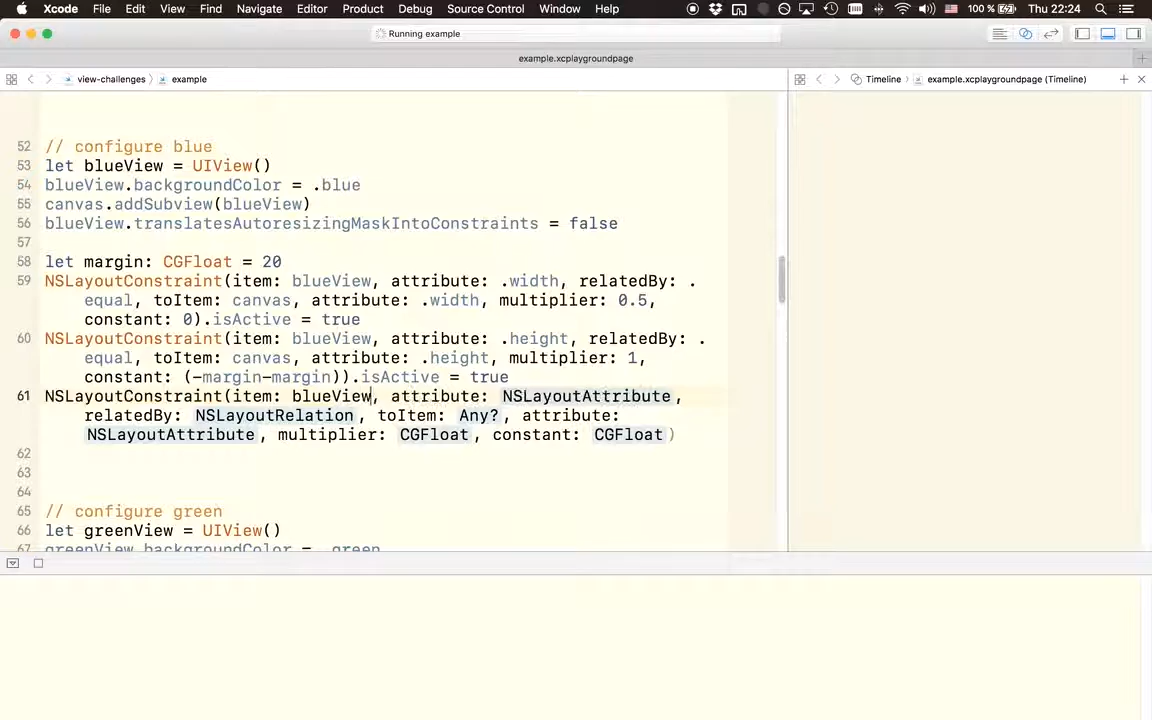 Xcode File Edit View Find Navigate Editor Product Debug Source Control Window Help 100 % Thu 22:24
Running example
example.xcplaygroundpage
view-challenges example Timeline example.xcplaygroundpage (Timeline)
52 // configure blue
53 let blueView = UIView()
54 blueView.backgroundColor = .blue
55 canvas.addSubview(blueView)
56 blueView.translatesAutoresizingMaskIntoConstraints = false
57
58 let margin: CGFloat = 20
59 NSLayoutConstraint(item: blueView, attribute: .width, relatedBy: .
equal, toItem: canvas, attribute: .width, multiplier: 0.5,
constant: 0).isActive = true
60 NSLayoutConstraint(item: blueView, attribute: .height, relatedBy: .
equal, toItem: canvas, attribute: .height, multiplier: 1,
constant: (-margin-margin)).isActive = true
61 NSLayoutConstraint(item: blueView, attribute: NSLayoutAttribute,
relatedBy: NSLayoutRelation, toItem: Any?, attribute:
NSLayoutAttribute, multiplier: CGFloat, constant: CGFloat)
62
63
64
65 // configure green
66 let greenView = UIView()
67 greenView.backgroundColor = .green